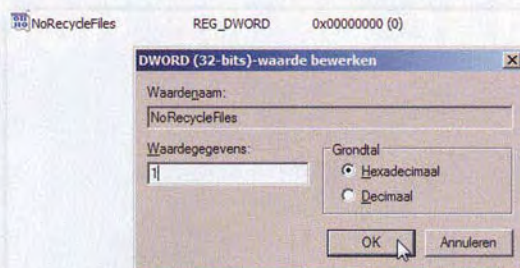 NoRecycleFiles REG_DWORD 0x00000000 (0)
DWORD (32-bits)-waarde bewerken
Waardenaam:
NoRecycleFiles
Waardegegevens:
1
Grondtal
Hexadecimaal
Decimaal
OK Annuleren